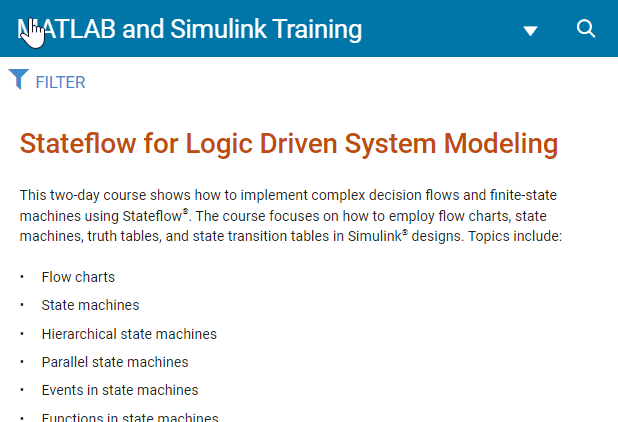 MATLAB and Simulink Training
FILTER
Stateflow for Logic Driven System Modeling
This two-day course shows how to implement complex decision flows and finite-state
machines using Stateflow®. The course focuses on how to employ flow charts, state
machines, truth tables, and state transition tables in Simulink® designs. Topics include:
• Flow charts
• State machines
• Hierarchical state machines
• Parallel state machines
• Events in state machines
• Functions in state machines